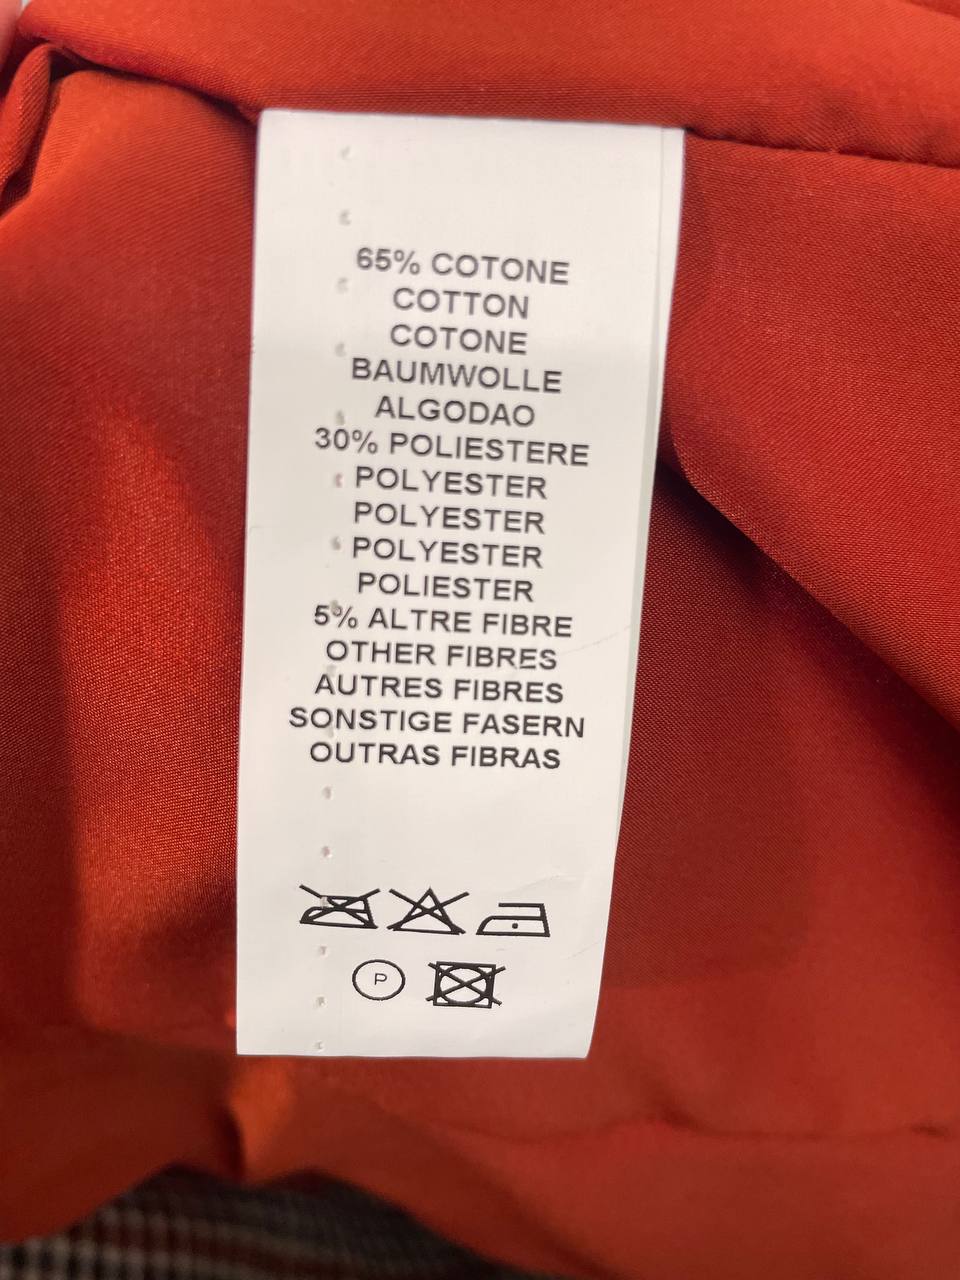 65% COTONE
COTTON
COTONE
BAUMWOLLE
ALGODAO
30% POLIESTERE
POLYESTER
POLYESTER
POLYESTER
POLIESTER
5% ALTRE FIBRE
OTHER FIBRES
AUTRES FIBRES
SONSTIGE FASERN
OUTRAS FIBRAS
P